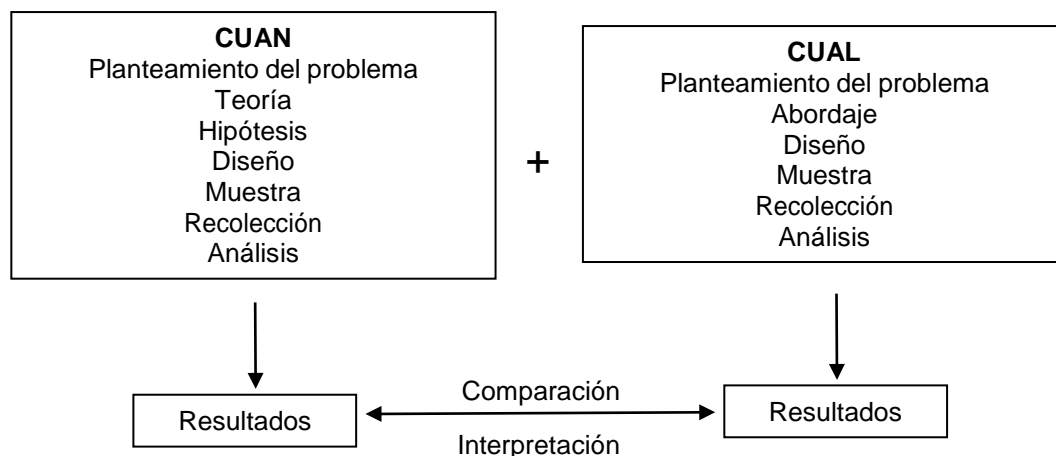 CUAN
Planteamiento del problema
Teoría
Hipótesis
Diseño
Muestra
Recolección
Análisis
+
CUAL
Planteamiento del problema
Abordaje
Diseño
Muestra
Recolección
Análisis
Resultados
Comparación
Interpretación
Resultados